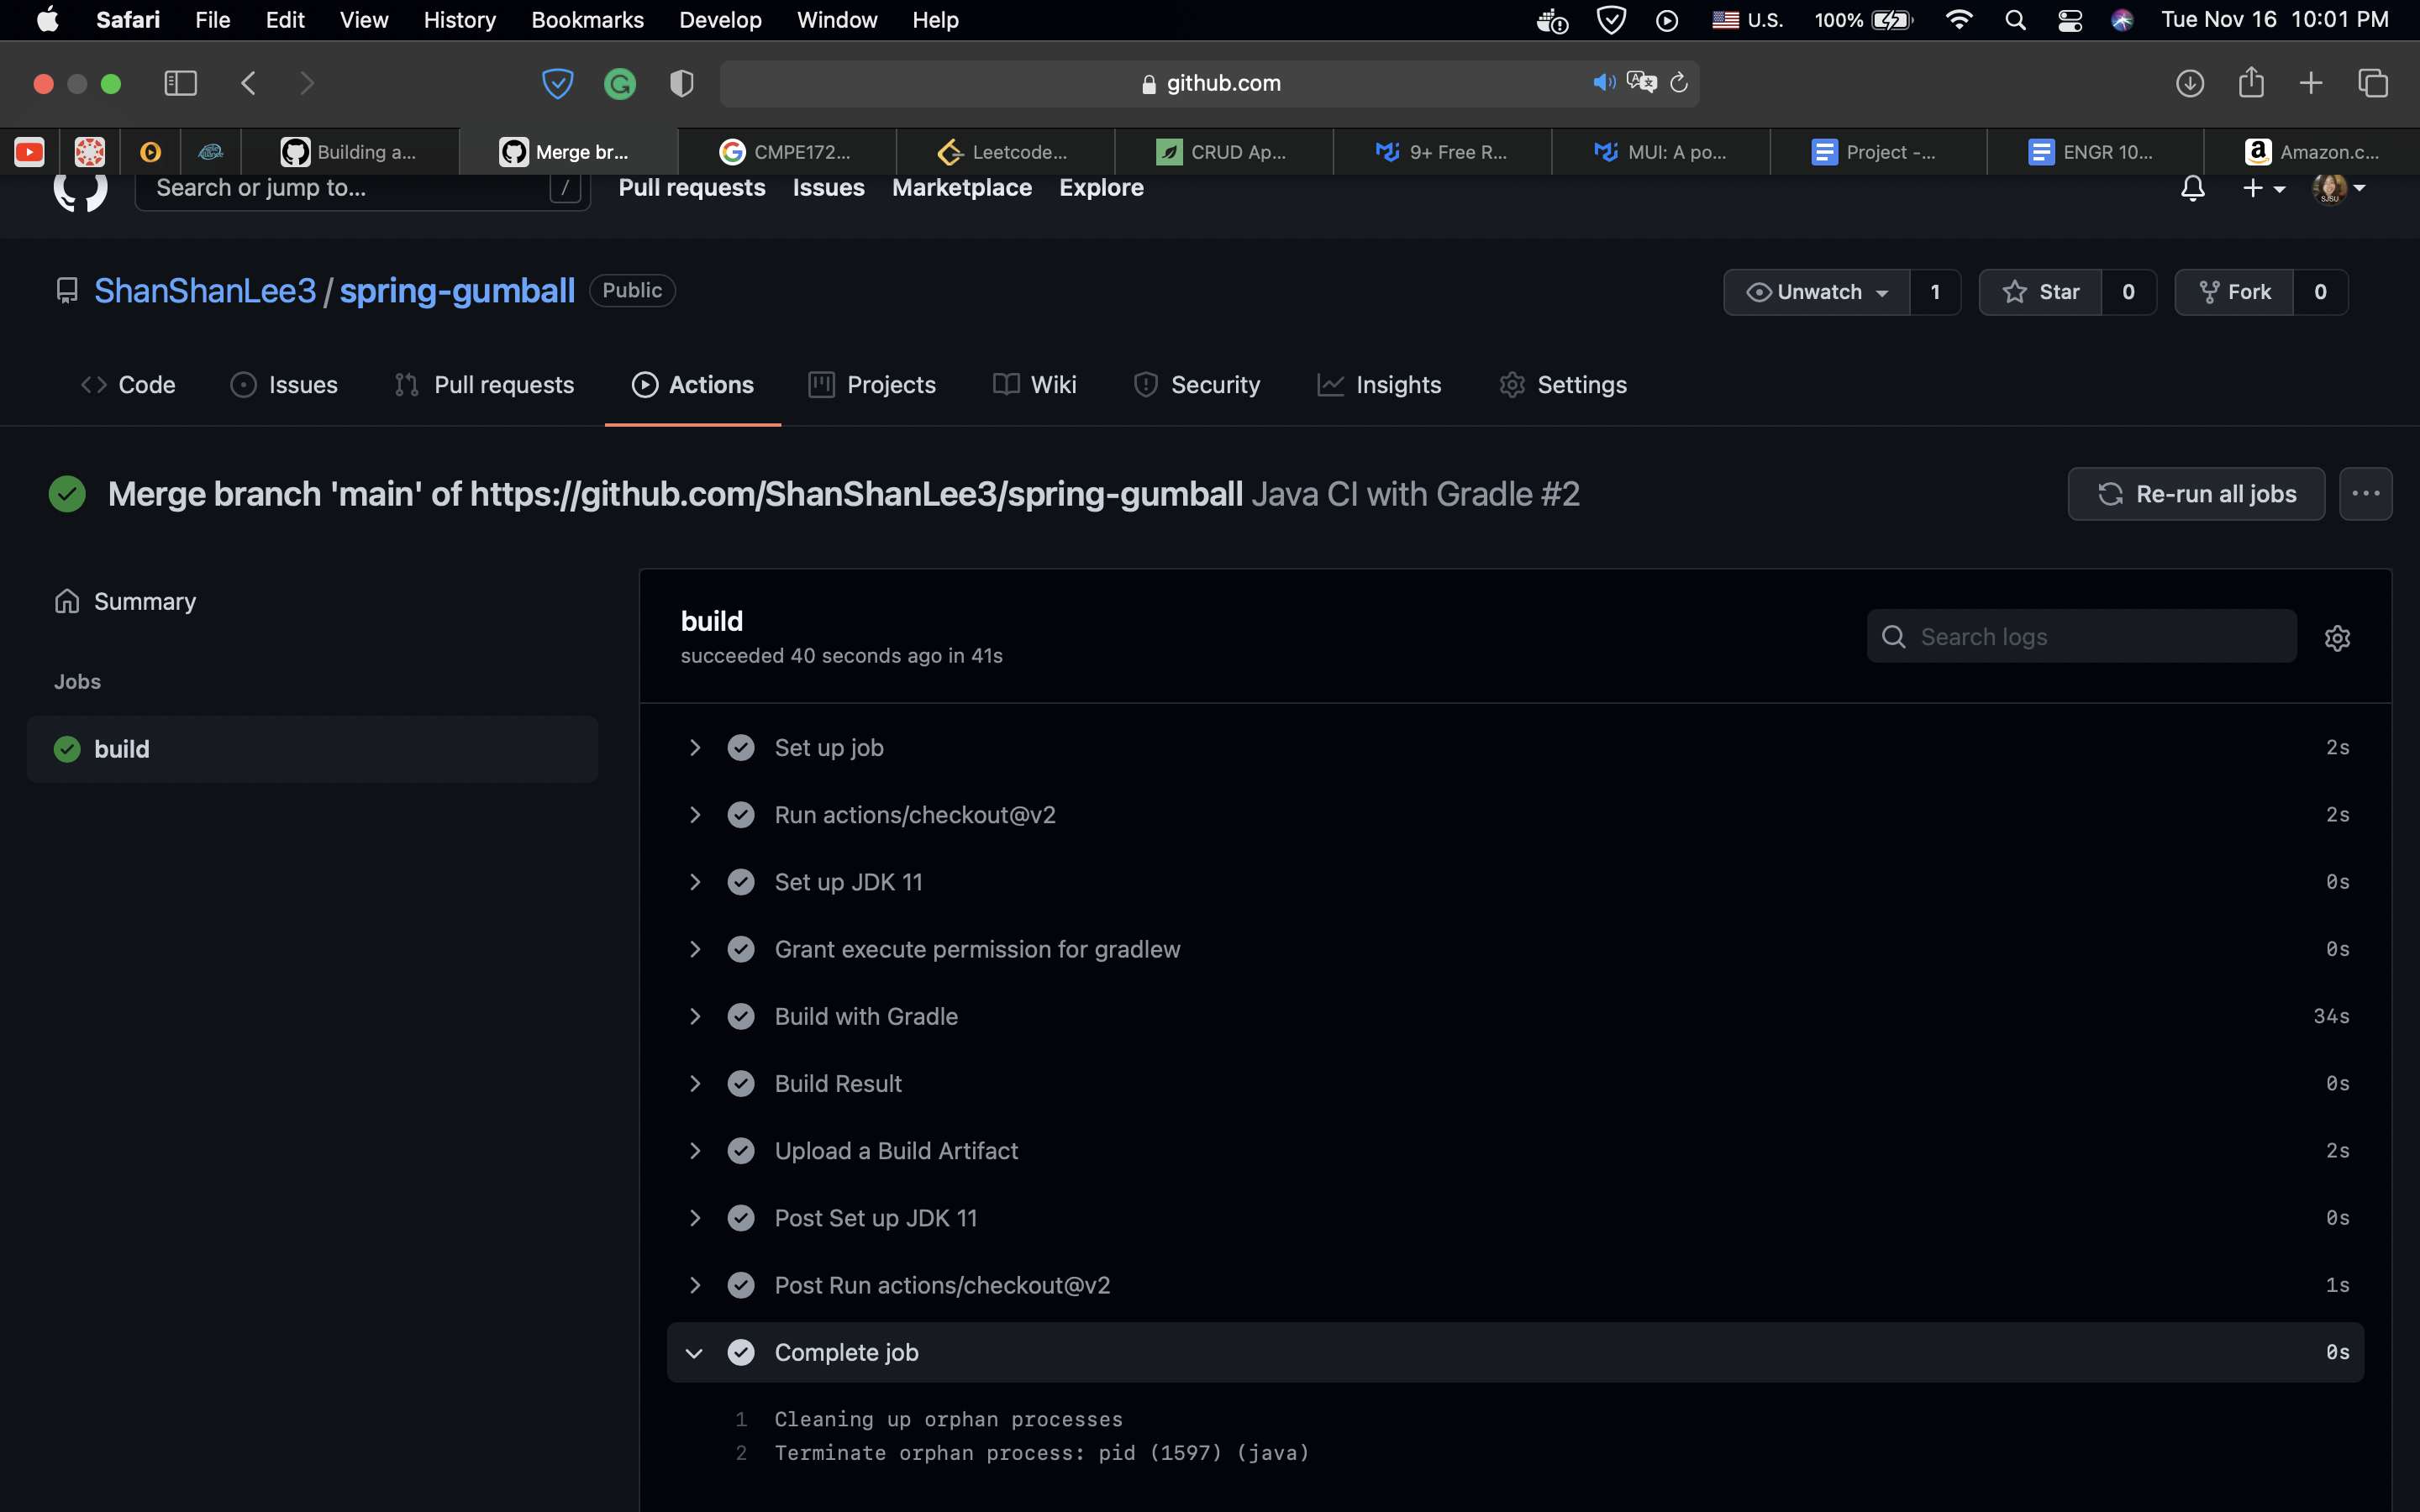 Safari File Edit View History Bookmarks Develop Window Help U.S. 100% Tue Nov 16 10:01 PM
github.com
Building a... Merge br... CMPE172... Leetcode... CRUD Ap... 9+ Free R... MUI: A po... Project -... ENGR 10... Amazon.c...
Search or jump to... / Pull requests Issues Marketplace Explore
ShanShanLee3 / spring-gumball Public Unwatch 1 Star 0 Fork 0
Code Issues Pull requests Actions Projects Wiki Security Insights Settings
Merge branch 'main' of https://github.com/ShanShanLee3/spring-gumball Java CI with Gradle #2 Re-run all jobs
Summary
Jobs
build
build
succeeded 40 seconds ago in 41s
Search logs
Set up job 2s
Run actions/checkout@v2 2s
Set up JDK 11 0s
Grant execute permission for gradlew 0s
Build with Gradle 34s
Build Result 0s
Upload a Build Artifact 2s
Post Set up JDK 11 0s
Post Run actions/checkout@v2 1s
Complete job 0s
1 Cleaning up orphan processes
2 Terminate orphan process: pid (1597) (java)